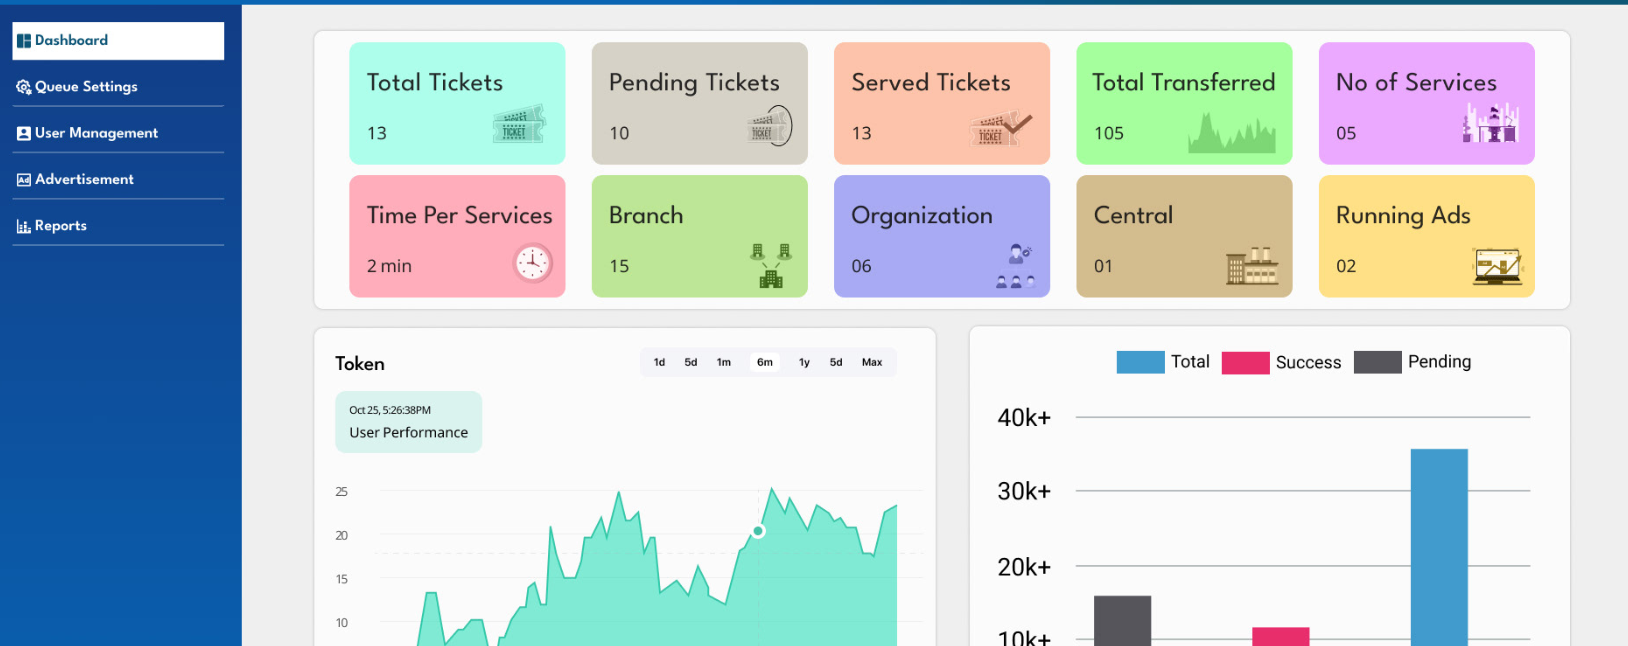 Dashboard
Queue Settings
User Management
Ad Advertisement
Reports
Total Tickets
13
TICKET
Pending Tickets
10
TICKET
Served Tickets
13
TICKET
Total Transferred
105
No of Services
05
Time Per Services
2 min
Branch
15
Organization
06
Central
01
Running Ads
02
Token
1d 5d 1m 6m 1y 5d Max
Oct 25, 5:26:38PM
User Performance
25
20
15
10
Total Success Pending
40k+
30k+
20k+
10k+